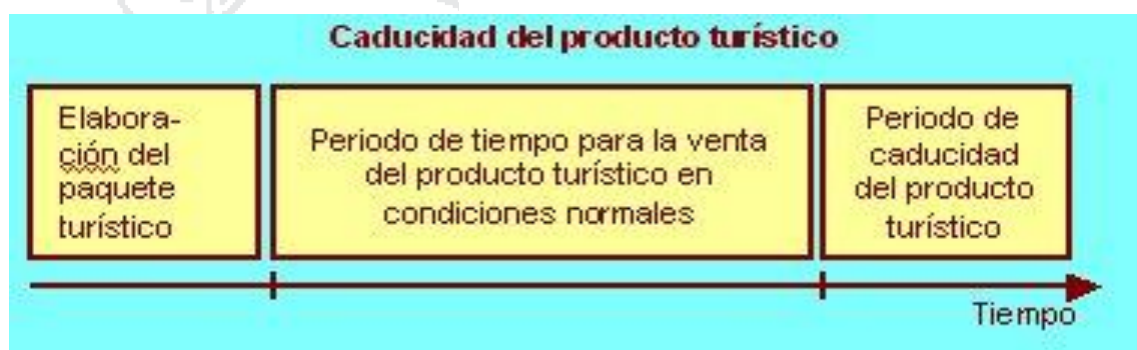 Caducidad del producto turístico
Elabora-
ción del
paquete
turístico
Periodo de tiempo para la venta
del producto turístico en
condiciones normales
Periodo de
caducidad
del producto
turístico
Tiempo